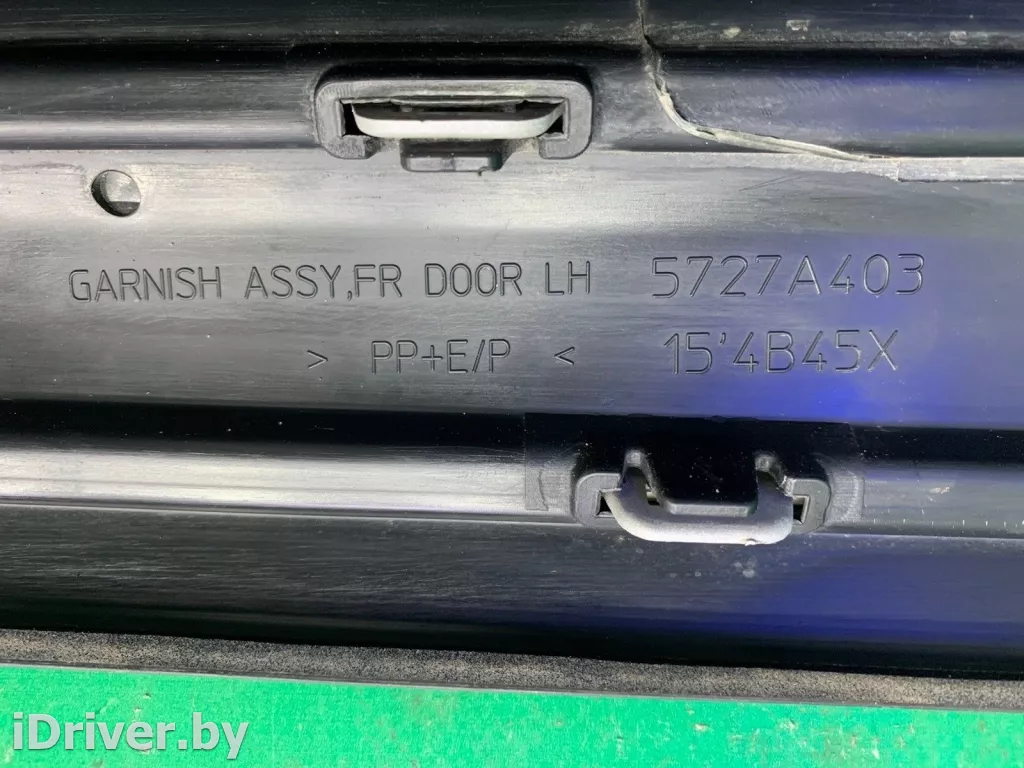 GARNISH ASSY,FR DOOR LH 5727A403
> PP+E/P < 15'4B45X
iDriver.by